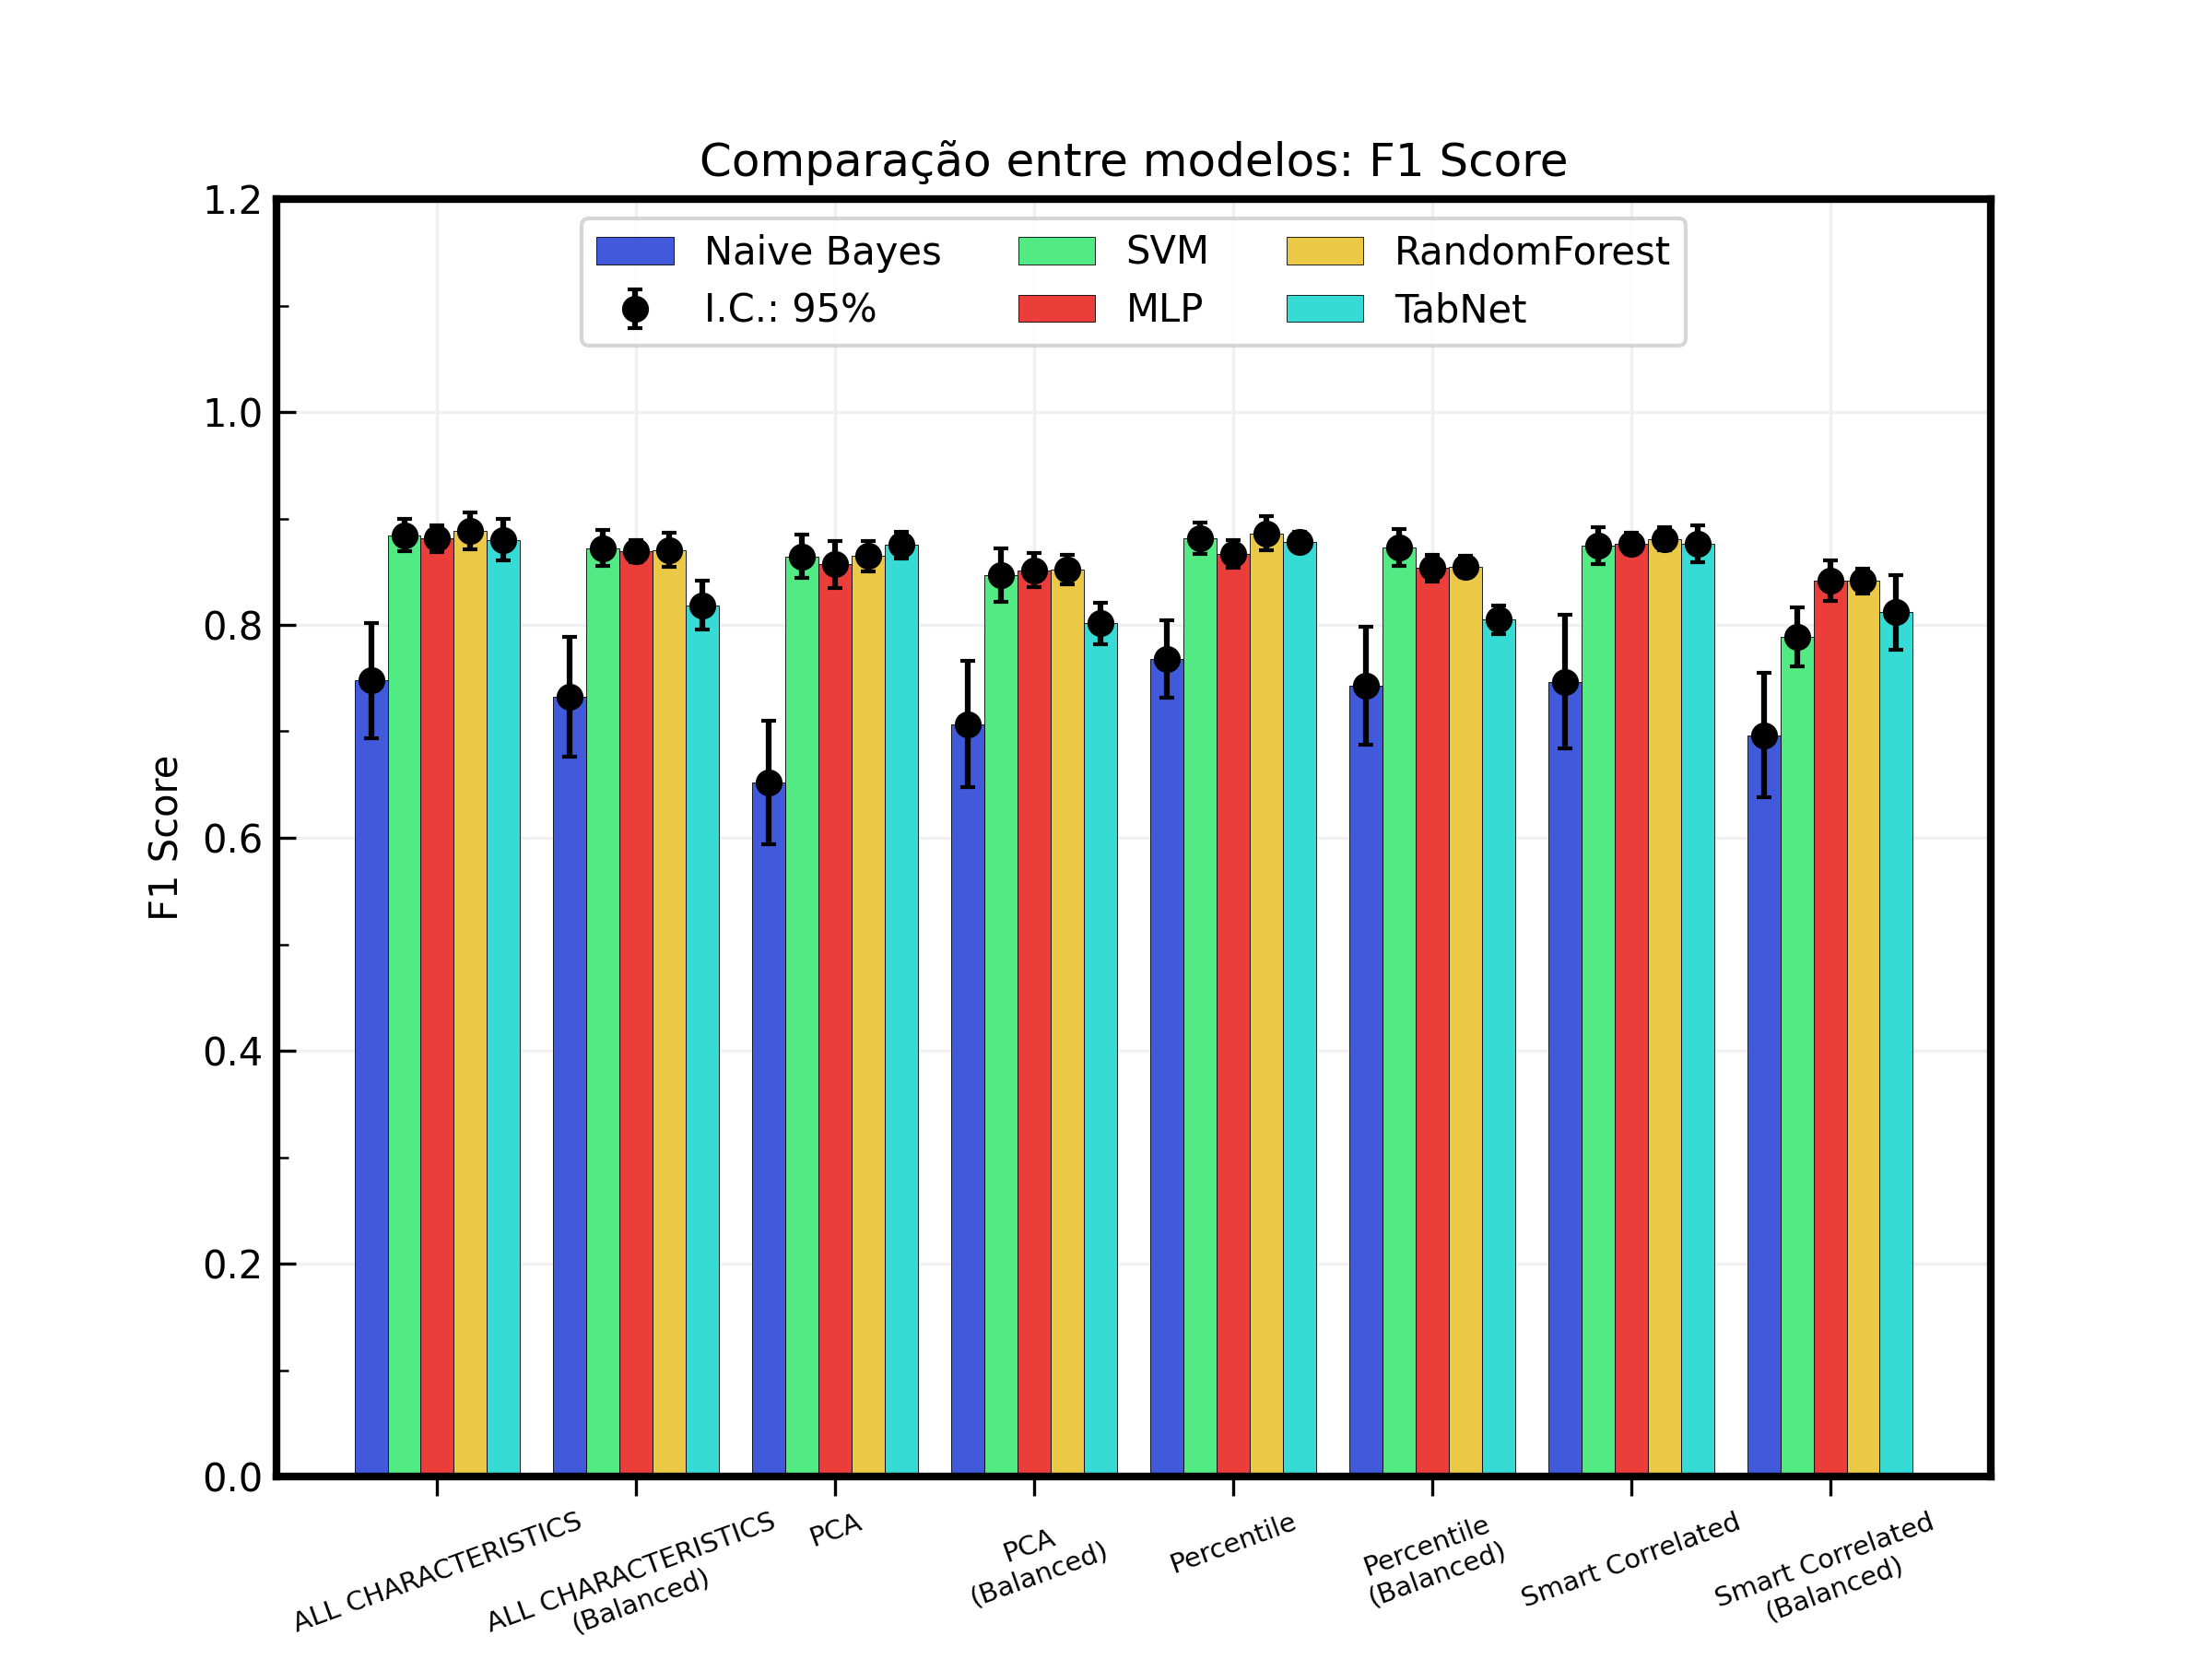 Comparação entre modelos: F1 Score
1.2
1.0
0.8
0.6
0.4
0.2
0.0
F1 Score
Naive Bayes
I.C.: 95%
SVM
MLP
RandomForest
TabNet
ALL CHARACTERISTICS
ALL CHARACTERISTICS
(Balanced)
PCA
PCA
(Balanced)
Percentile
Percentile
(Balanced)
Smart Correlated
Smart Correlated
(Balanced)